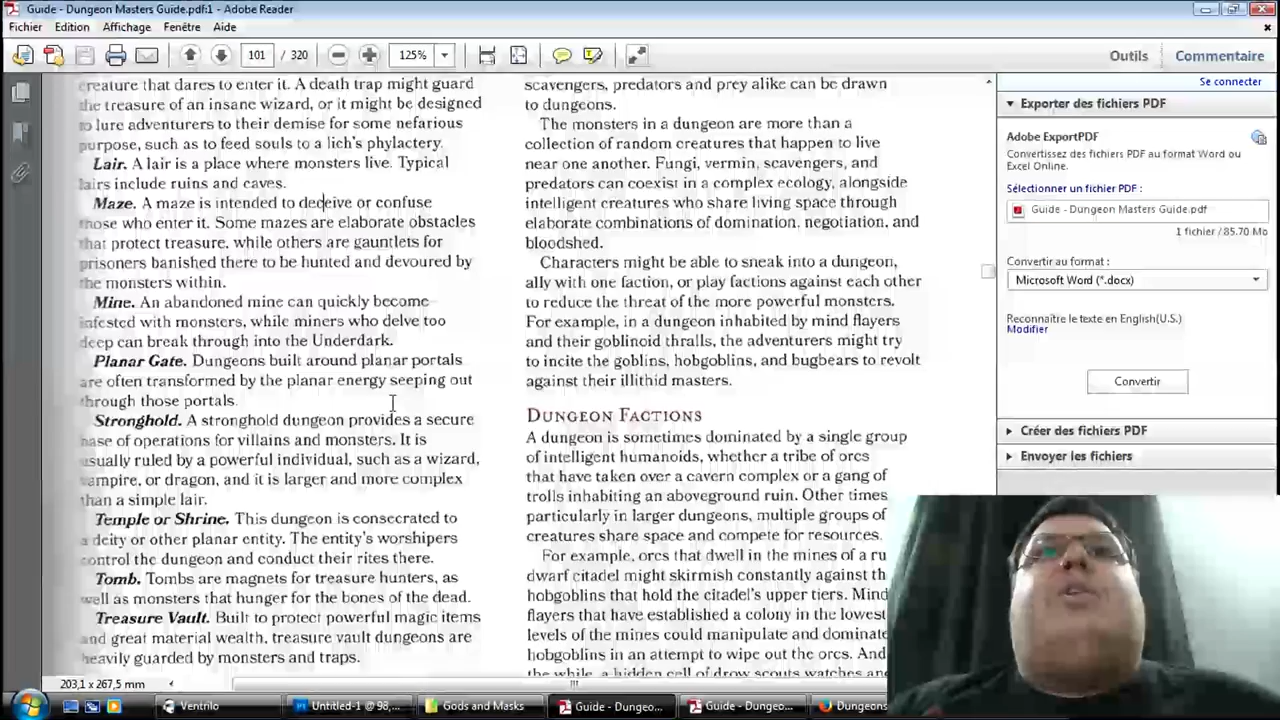 Guide - Dungeon Masters Guide.pdf:1 - Adobe Reader
Fichier Edition Affichage Fenêtre Aide
101 / 320 125% Outils Commentaire
creature that dares to enter it. A death trap might guard
the treasure of an insane wizard, or it might be designed
to lure adventurers to their demise for some nefarious
purpose, such as to feed souls to a lich's phylactery.
Lair. A lair is a place where monsters live. Typical
lairs include ruins and caves.
Maze. A maze is intended to deceive or confuse
those who enter it. Some mazes are elaborate obstacles
that protect treasure, while others are gauntlets for
prisoners banished there to be hunted and devoured by
the monsters within.
Mine. An abandoned mine can quickly become
infested with monsters, while miners who delve too
deep can break through into the Underdark.
Planar Gate. Dungeons built around planar portals
are often transformed by the planar energy seeping out
through those portals.
Stronghold. A stronghold dungeon provides a secure
base of operations for villains and monsters. It is
usually ruled by a powerful individual, such as a wizard,
vampire, or dragon, and it is larger and more complex
than a simple lair.
Temple or Shrine. This dungeon is consecrated to
a deity or other planar entity. The entity's worshipers
control the dungeon and conduct their rites there.
Tomb. Tombs are magnets for treasure hunters, as
well as monsters that hunger for the bones of the dead.
Treasure Vault. Built to protect powerful magic items
and great material wealth, treasure vault dungeons are
heavily guarded by monsters and traps.
scavengers, predators and prey alike can be drawn
to dungeons.
The monsters in a dungeon are more than a
collection of random creatures that happen to live
near one another. Fungi, vermin, scavengers, and
predators can coexist in a complex ecology, alongside
intelligent creatures who share living space through
elaborate combinations of domination, negotiation, and
bloodshed.
Characters might be able to sneak into a dungeon,
ally with one faction, or play factions against each other
to reduce the threat of the more powerful monsters.
For example, in a dungeon inhabited by mind flayers
and their goblinoid thralls, the adventurers might try
to incite the goblins, hobgoblins, and bugbears to revolt
against their illithid masters.
DUNGEON FACTIONS
A dungeon is sometimes dominated by a single group
of intelligent humanoids, whether a tribe of orcs
that have taken over a cavern complex or a gang of
trolls inhabiting an aboveground ruin. Other times
particularly in larger dungeons, multiple groups of
creatures share space and compete for resources.
For example, orcs that dwell in the mines of a ru
dwarf citadel might skirmish constantly against th
hobgoblins that hold the citadel's upper tiers. Mind
flayers that have established a colony in the lowest
levels of the mines could manipulate and dominate
hobgoblins in an attempt to wipe out the orcs. And
the while, a hidden cell of drow scouts watches and
Se connecter
Exporter des fichiers PDF
Adobe ExportPDF
Convertissez des fichiers PDF au format Word ou
Excel Online.
Sélectionner un fichier PDF :
Guide - Dungeon Masters Guide.pdf
1 fichier / 85.70 Mo
Convertir au format :
Microsoft Word (*.docx)
Reconnaître le texte en English(U.S.)
Modifier
Convertir
Créer des fichiers PDF
Envoyer les fichiers
203,1 x 267,5 mm
Ventrilo Untitled-1 @ 98,... Gods and Masks Guide - Dungeo... Guide - Dungeo... Dungeons